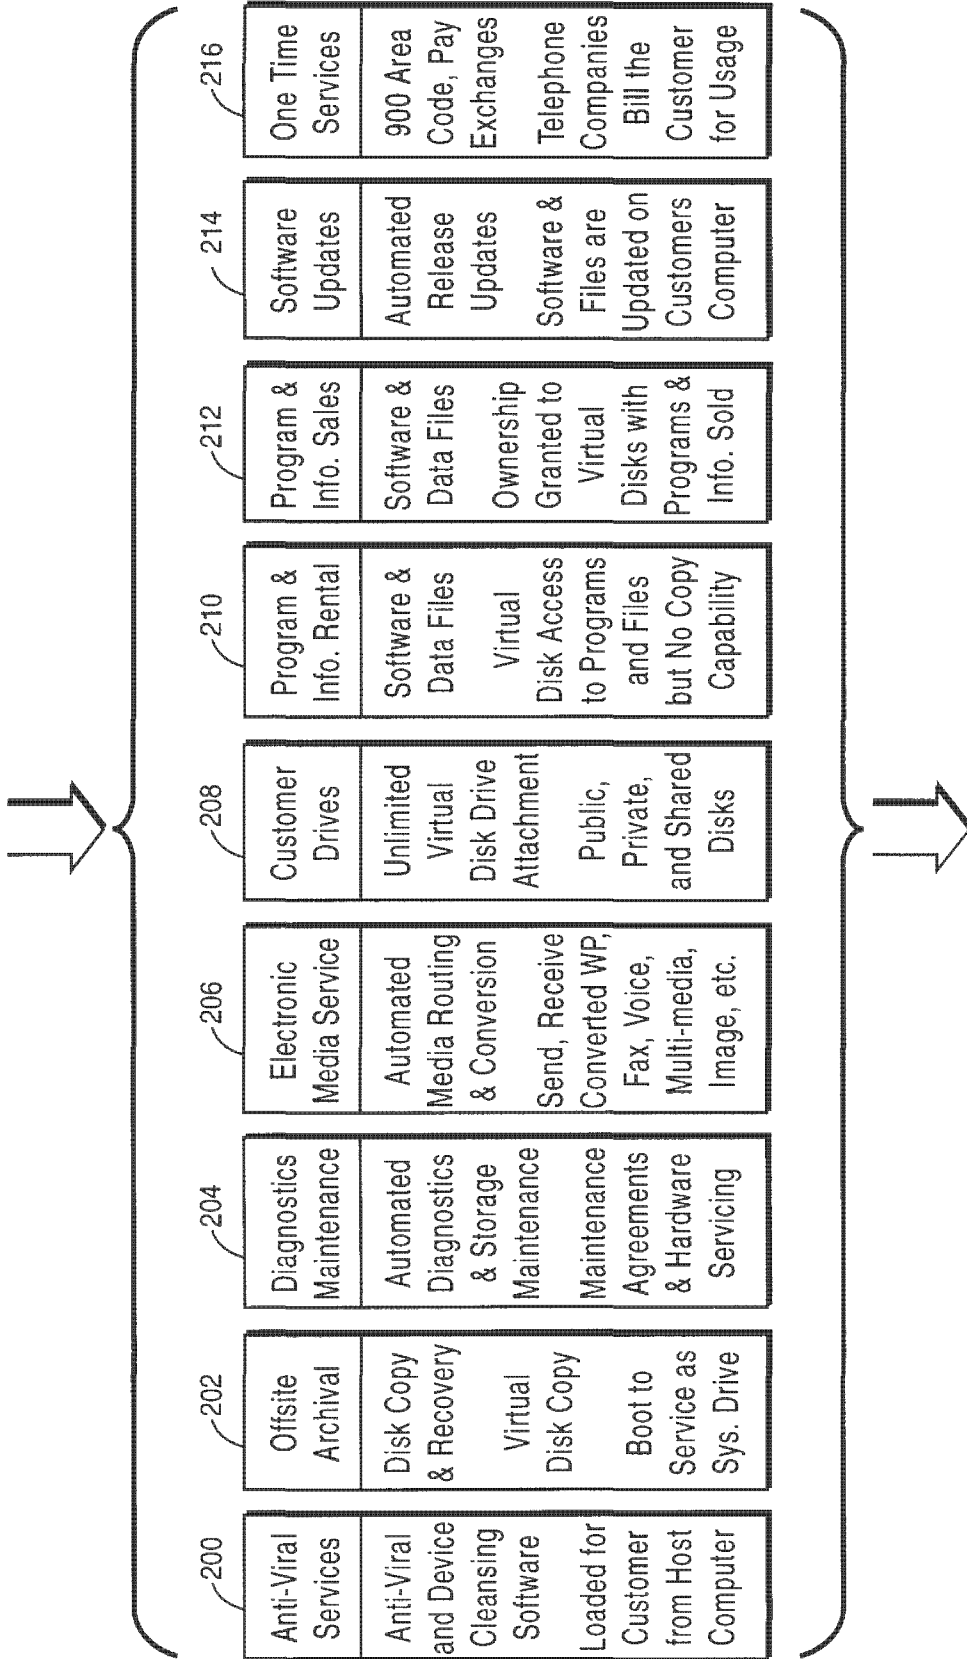 200
Anti-Viral
Services
Anti-Viral
and Device
Cleansing
Software
Loaded for
Customer
from Host
Computer
202
Offsite
Archival
Disk Copy
& Recovery
Virtual
Disk Copy
Boot to
Service as
Sys. Drive
204
Diagnostics
Maintenance
Automated
Diagnostics
& Storage
Maintenance
Maintenance
Agreements
& Hardware
Servicing
206
Electronic
Media Service
Automated
Media Routing
& Conversion
Send, Receive
Converted WP,
Fax, Voice,
Multi-media,
Image, etc.
208
Customer
Drives
Unlimited
Virtual
Disk Drive
Attachment
Public,
Private,
and Shared
Disks
210
Program &
Info. Rental
Software &
Data Files
Virtual
Disk Access
to Programs
and Files
but No Copy
Capability
212
Program &
Info. Sales
Software &
Data Files
Ownership
Granted to
Virtual
Disks with
Programs &
Info. Sold
214
Software
Updates
Automated
Release
Updates
Software &
Files are
Updated on
Customers
Computer
216
One Time
Services
900 Area
Code, Pay
Exchanges
Telephone
Companies
Bill the
Customer
for Usage